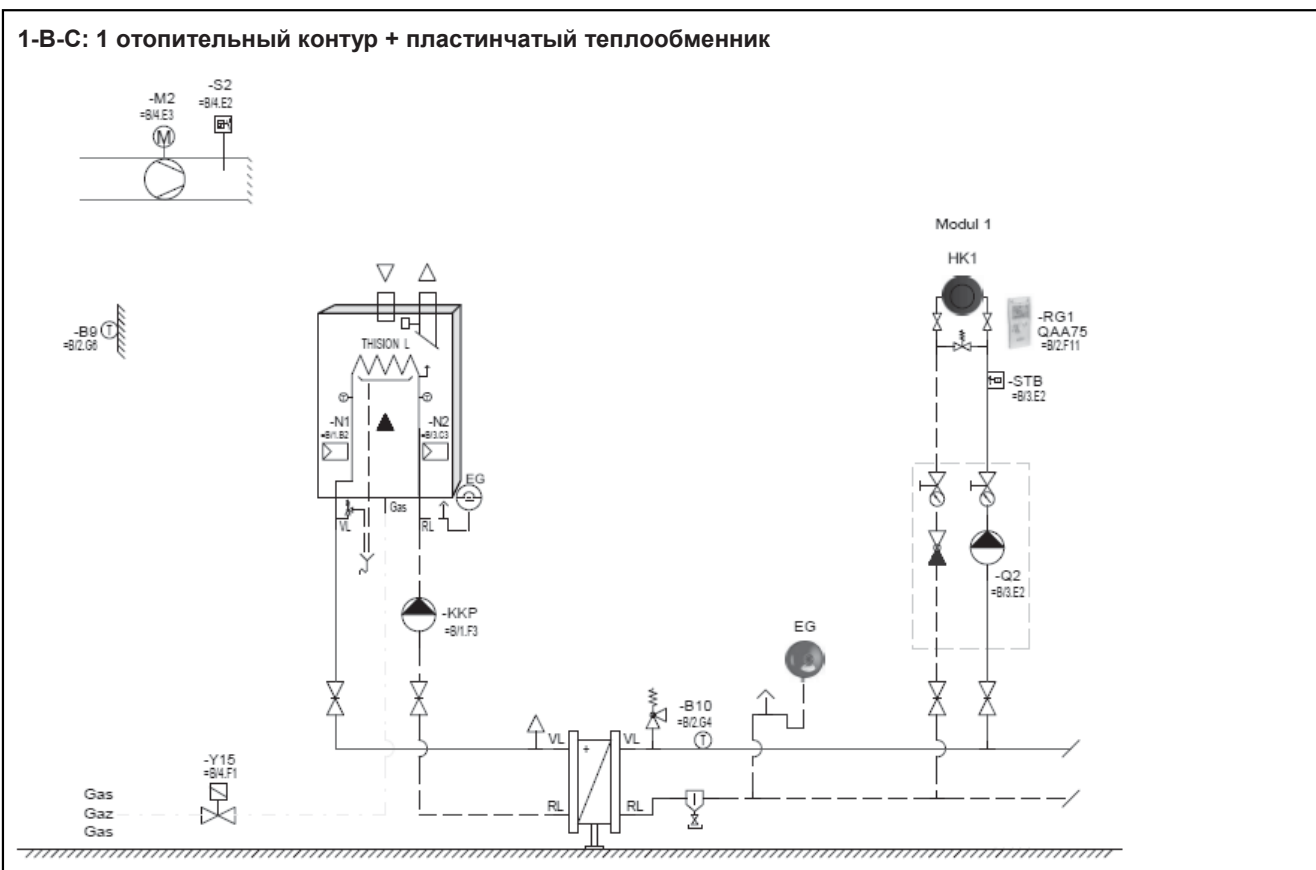 1-B-C: 1 отопительный контур + пластинчатый теплообменник
-S2
=B/4.E2
-M2
=B/4.E3
M
Modul 1
HK1
-RG1
QAA75
=B/2.F11
-B9
=B/2.G6
T
THISION L
-STB
=B/3.E2
T
T
-N1
=B/1.B2
-N2
=B/3.C3
EG
Gas
VL
RL
-Q2
=B/3.E2
-KKP
=B/1.F3
EG
-B10
=B/2.G4
T
VL
+
VL
-Y15
=B/4.F1
Gas
Gaz
Gas
RL
RL